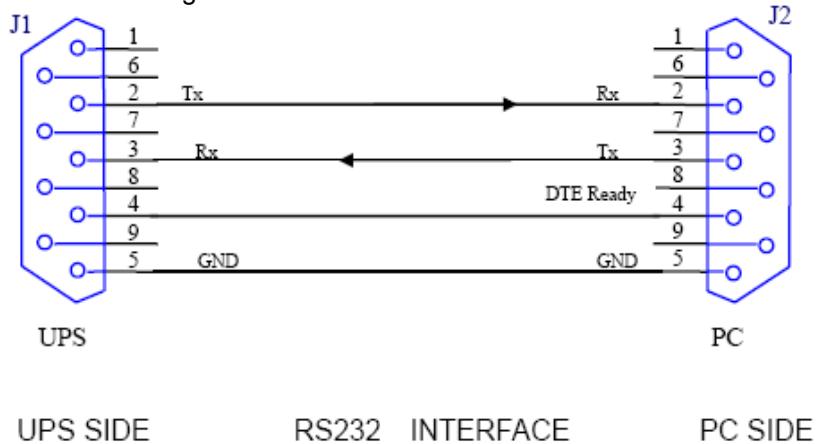 J1 J2
1 1
6 6
2 Tx Rx 2
7 7
3 Rx Tx 3
8 8
DTE Ready
4 4
9 9
5 GND GND 5
UPS PC
UPS SIDE RS232 INTERFACE PC SIDE